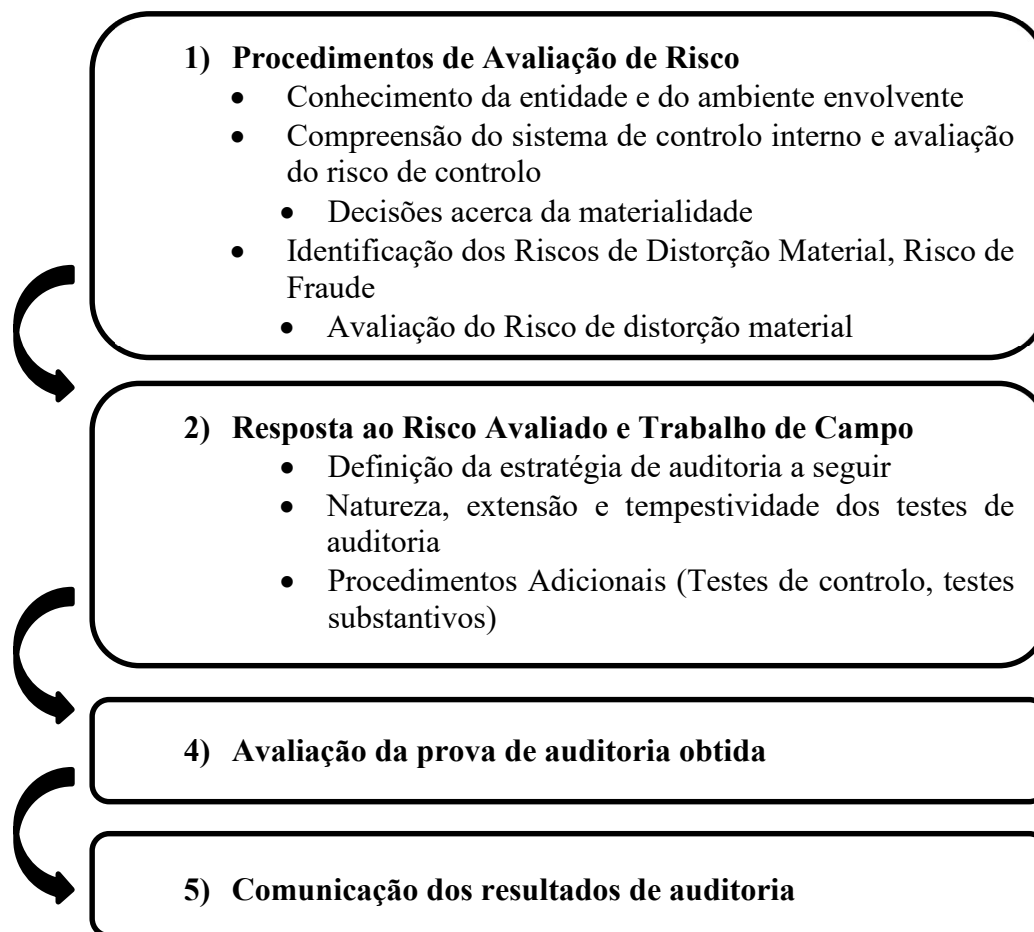 1) Procedimentos de Avaliação de Risco
• Conhecimento da entidade e do ambiente envolvente
• Compreensão do sistema de controlo interno e avaliação
do risco de controlo
• Decisões acerca da materialidade
• Identificação dos Riscos de Distorção Material, Risco de
Fraude
• Avaliação do Risco de distorção material
2) Resposta ao Risco Avaliado e Trabalho de Campo
• Definição da estratégia de auditoria a seguir
• Natureza, extensão e tempestividade dos testes de
auditoria
• Procedimentos Adicionais (Testes de controlo, testes
substantivos)
4) Avaliação da prova de auditoria obtida
5) Comunicação dos resultados de auditoria